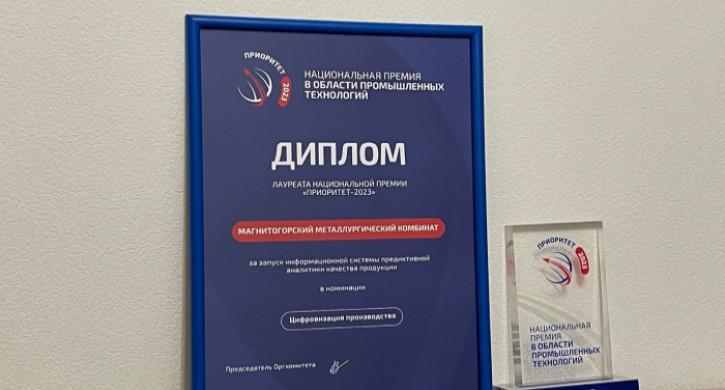 ПРИОРИТЕТ 2023
НАЦИОНАЛЬНАЯ ПРЕМИЯ
В ОБЛАСТИ ПРОМЫШЛЕННЫХ
ТЕХНОЛОГИЙ
ДИПЛОМ
ЛАУРЕАТА НАЦИОНАЛЬНОЙ ПРЕМИИ
«ПРИОРИТЕТ-2023»
МАГНИТОГОРСКИЙ МЕТАЛЛУРГИЧЕСКИЙ КОМБИНАТ
за запуск информационной системы предиктивной
аналитики качества продукции
в номинации
Цифровизация производства
Председатель Оргкомитета
ПРИОРИТЕТ 2023
НАЦИОНАЛЬНАЯ
ПРЕМИЯ
В ОБЛАСТИ
ПРОМЫШЛЕННЫХ
ТЕХНОЛОГИЙ